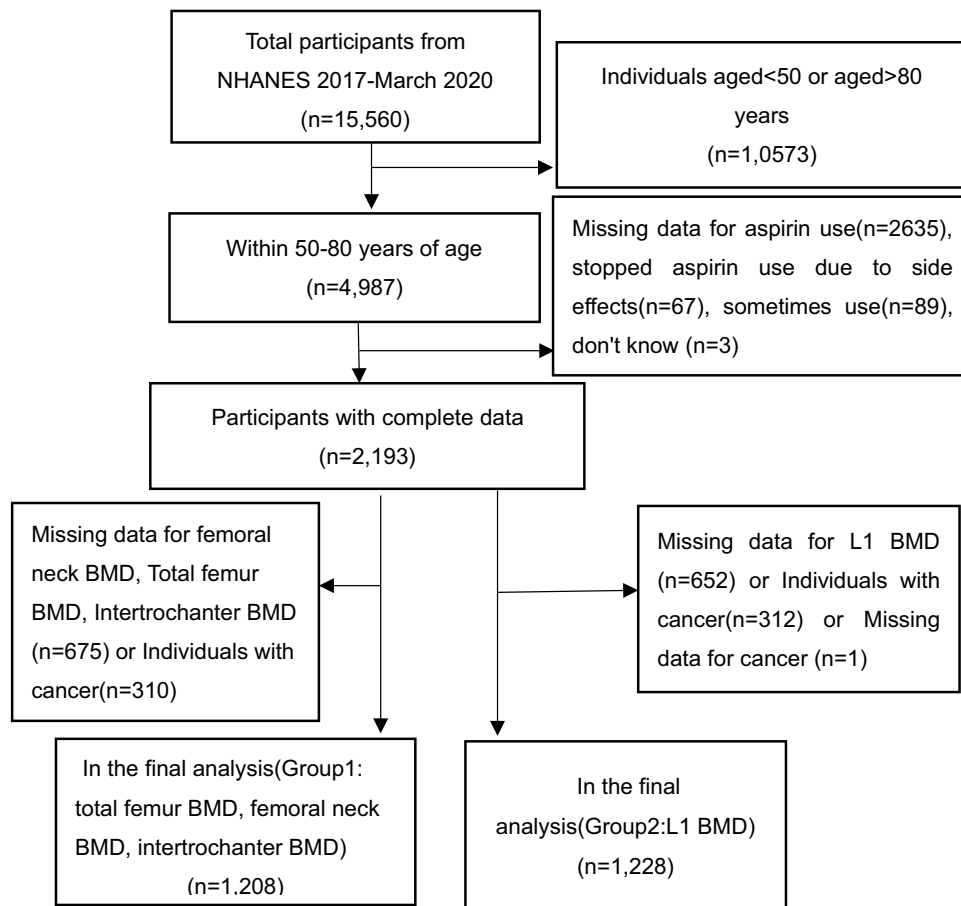 Total participants from
NHANES 2017-March 2020
(n=15,560)
Individuals aged<50 or aged>80
years
(n=1,0573)
Within 50-80 years of age
(n=4,987)
Missing data for aspirin use(n=2635),
stopped aspirin use due to side
effects(n=67), sometimes use(n=89),
don't know (n=3)
Participants with complete data
(n=2,193)
Missing data for femoral
neck BMD, Total femur
BMD, Intertrochanter BMD
(n=675) or Individuals with
cancer(n=310)
Missing data for L1 BMD
(n=652) or Individuals with
cancer(n=312) or Missing
data for cancer (n=1)
In the final analysis(Group1:
total femur BMD, femoral neck
BMD, intertrochanter BMD)
(n=1,208)
In the final
analysis(Group2:L1 BMD)
(n=1,228)